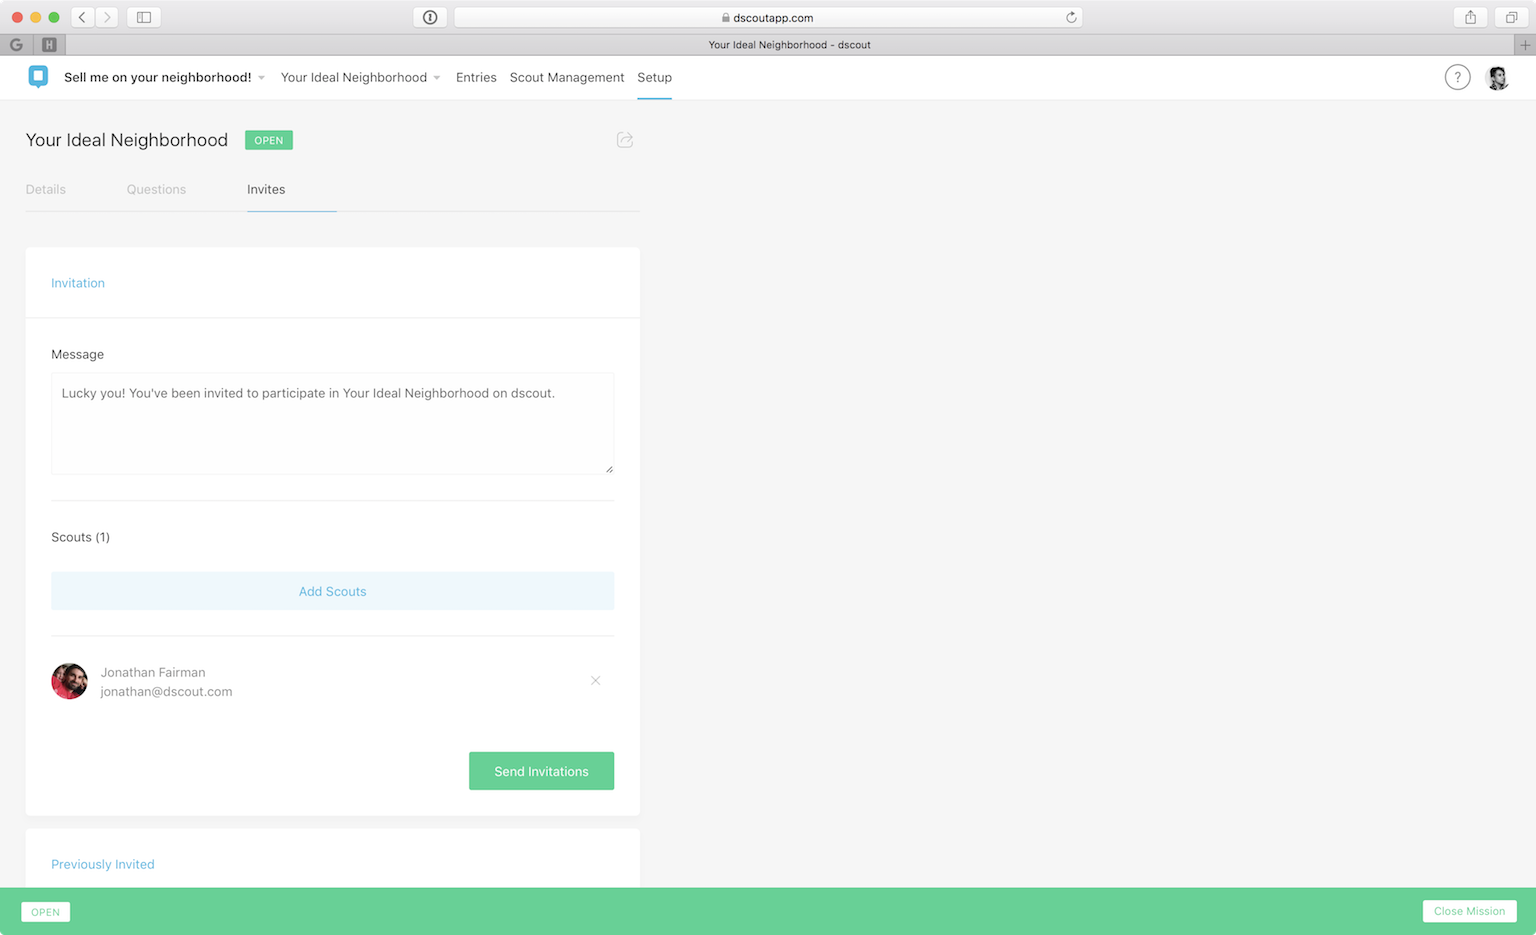 dscoutapp.com
G
H
Your Ideal Neighborhood - dscout
Sell me on your neighborhood!
Your Ideal Neighborhood
Entries
Scout Management
Setup
?
Your Ideal Neighborhood
OPEN
Details
Questions
Invites
Invitation
Message
Lucky you! You've been invited to participate in Your Ideal Neighborhood on dscout.
Scouts (1)
Add Scouts
Jonathan Fairman
jonathan@dscout.com
Send Invitations
Previously Invited
OPEN
Close Mission